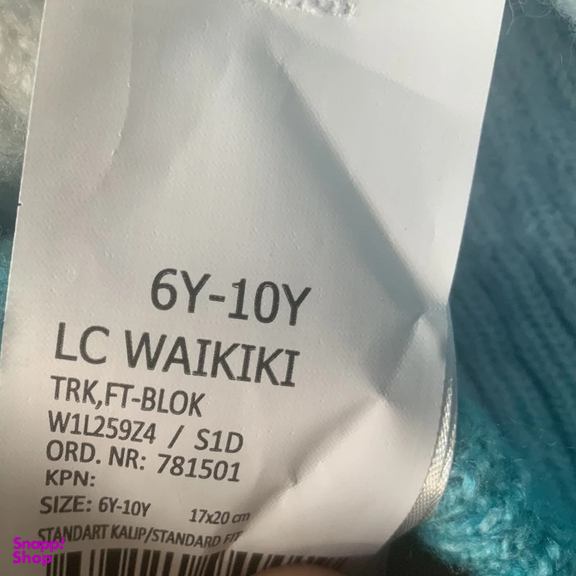 6Y-10Y
LC WAIKIKI
TRK,FT-BLOK
W1L259Z4 / S1D
ORD. NR: 781501
KPN:
SIZE: 6Y-10Y 17x20 cm
STANDART KALIP/STANDARD FIT
Snapp!
Shop